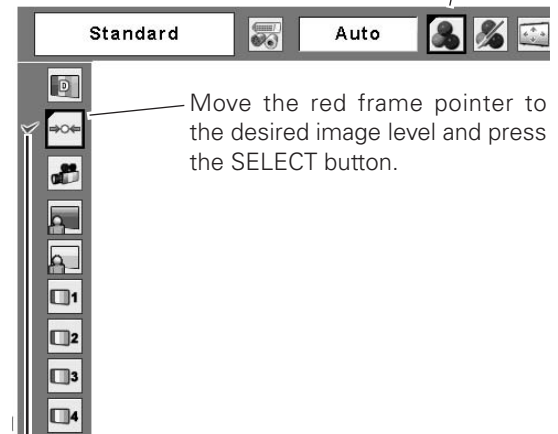 Standard
Auto
Move the red frame pointer to
the desired image level and press
the SELECT button.
D
1
2
3
4